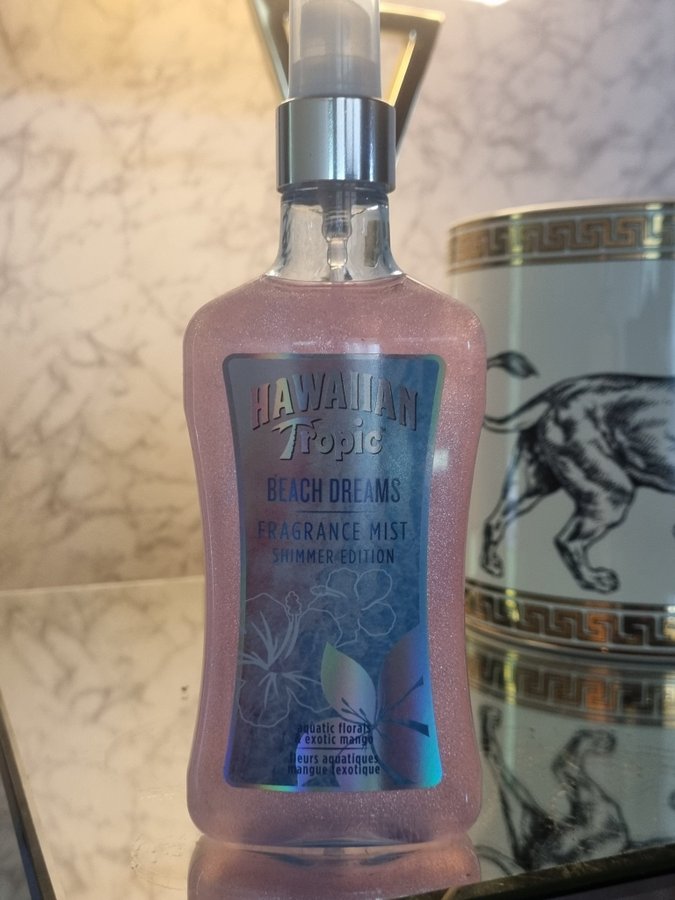 HAWAIIAN
Tropic
BEACH DREAMS
FRAGRANCE MIST
SHIMMER EDITION
aquatic florals
& exotic mango
fleurs aquatiques
mangue exotique